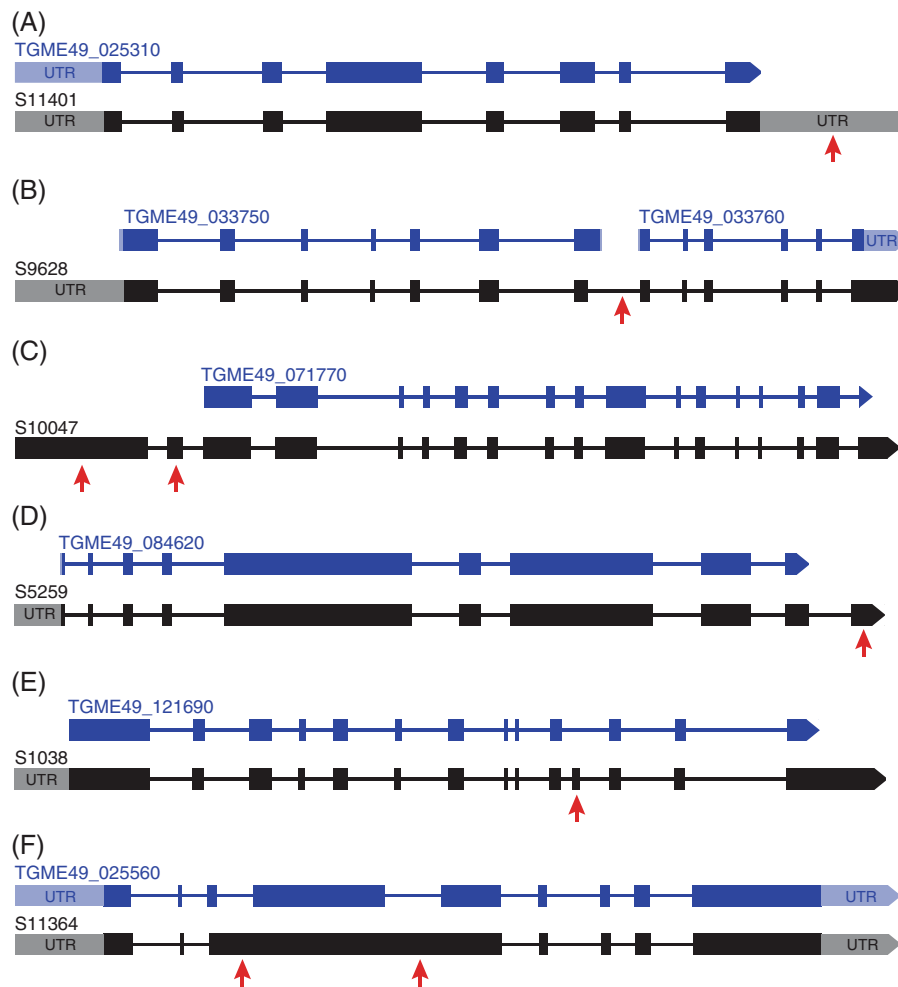 (A)
TGME49_025310
UTR
S11401
UTR UTR
(B)
TGME49_033750 TGME49_033760
UTR
S9628
UTR
(C)
TGME49_071770
S10047
(D)
TGME49_084620
S5259
UTR
(E)
TGME49_121690
S1038
UTR
(F)
TGME49_025560
UTR UTR
S11364
UTR UTR